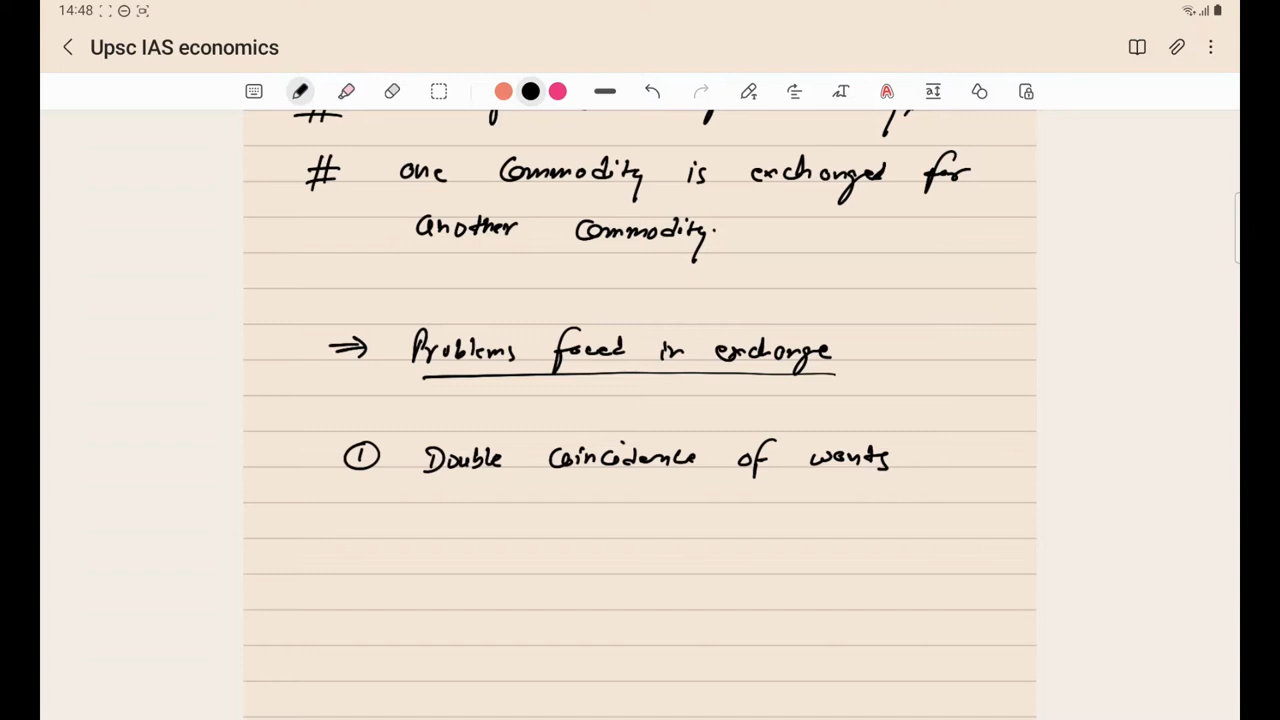 14:48
Upsc IAS economics
# one Commodity is exchanged for
another Commodity.
⇒ Problems faced in exchange
① Double Coincidence of wants